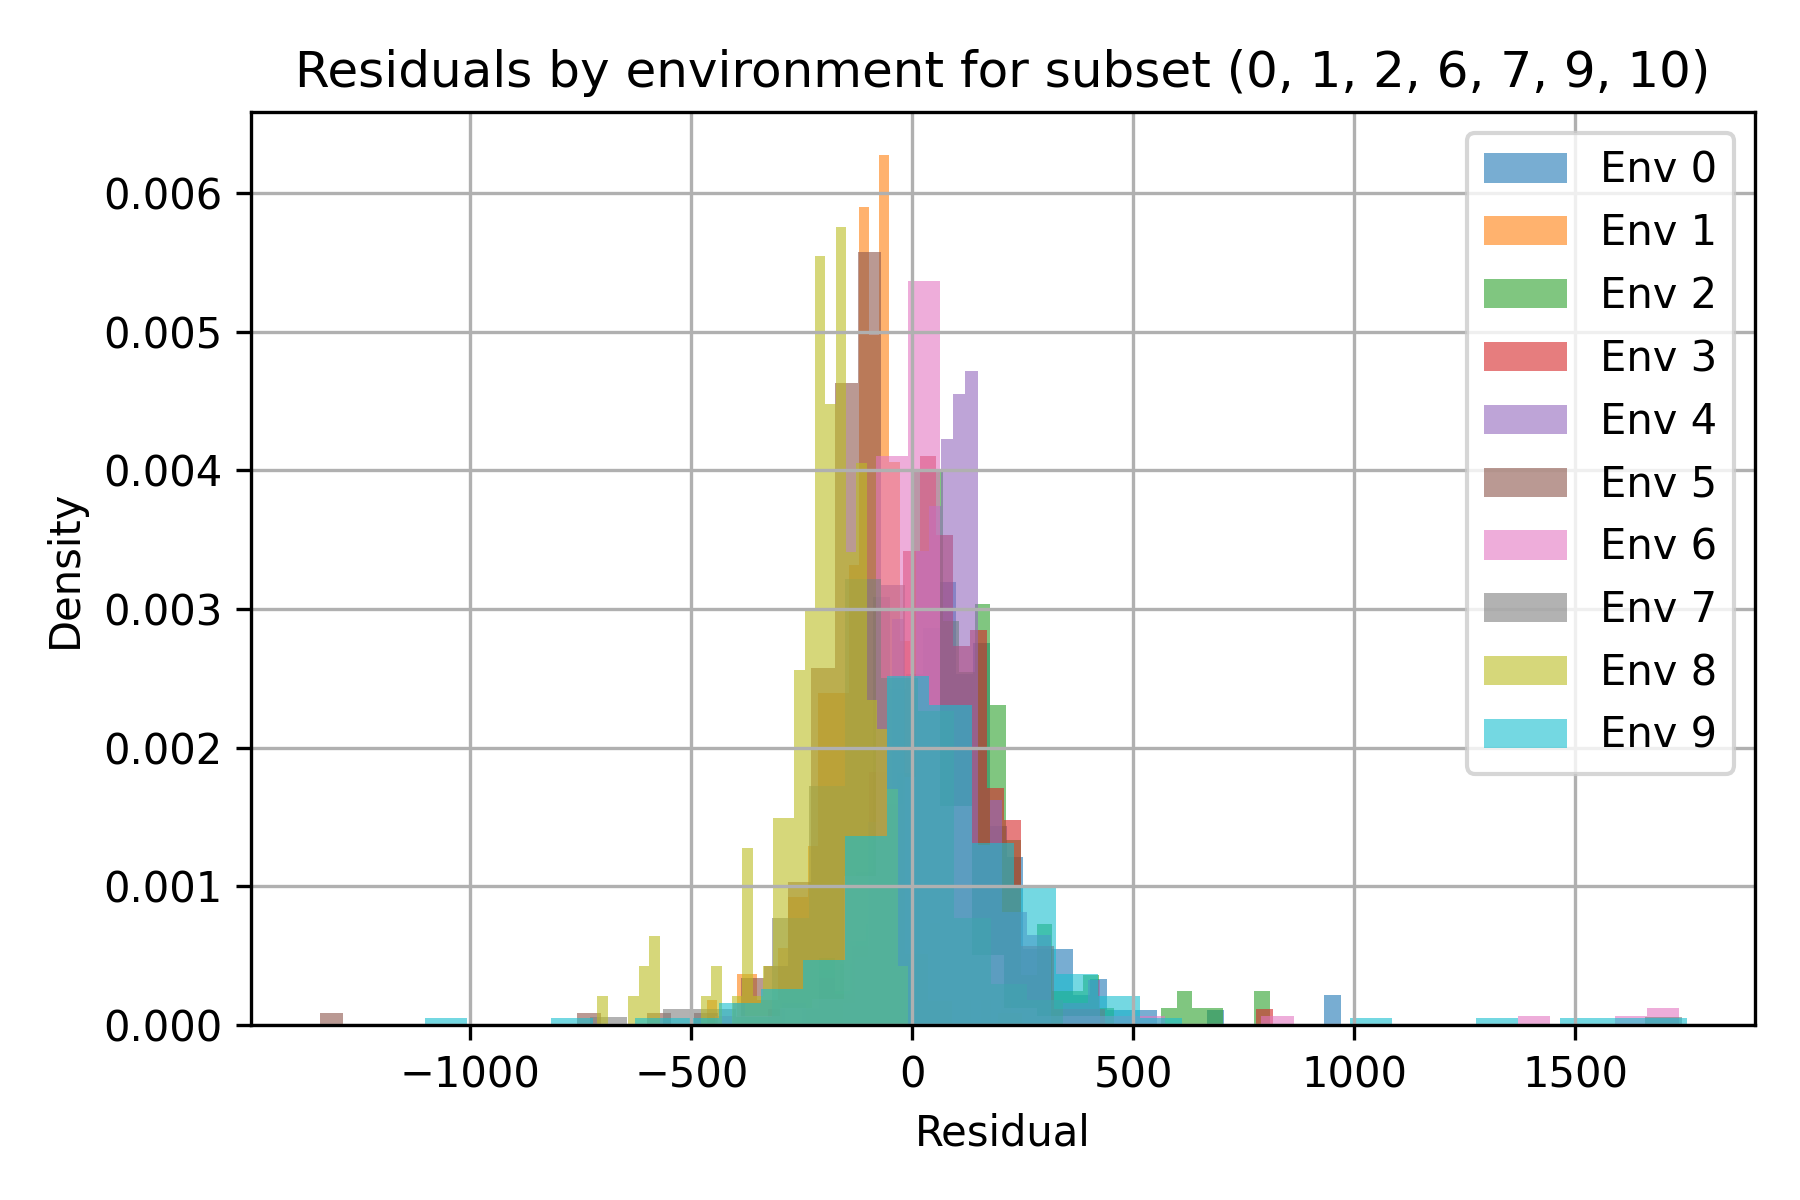 Residuals by environment for subset (0, 1, 2, 6, 7, 9, 10)
Density
0.006
0.005
0.004
0.003
0.002
0.001
0.000
−1000
−500
0
500
1000
1500
Residual
Env 0
Env 1
Env 2
Env 3
Env 4
Env 5
Env 6
Env 7
Env 8
Env 9